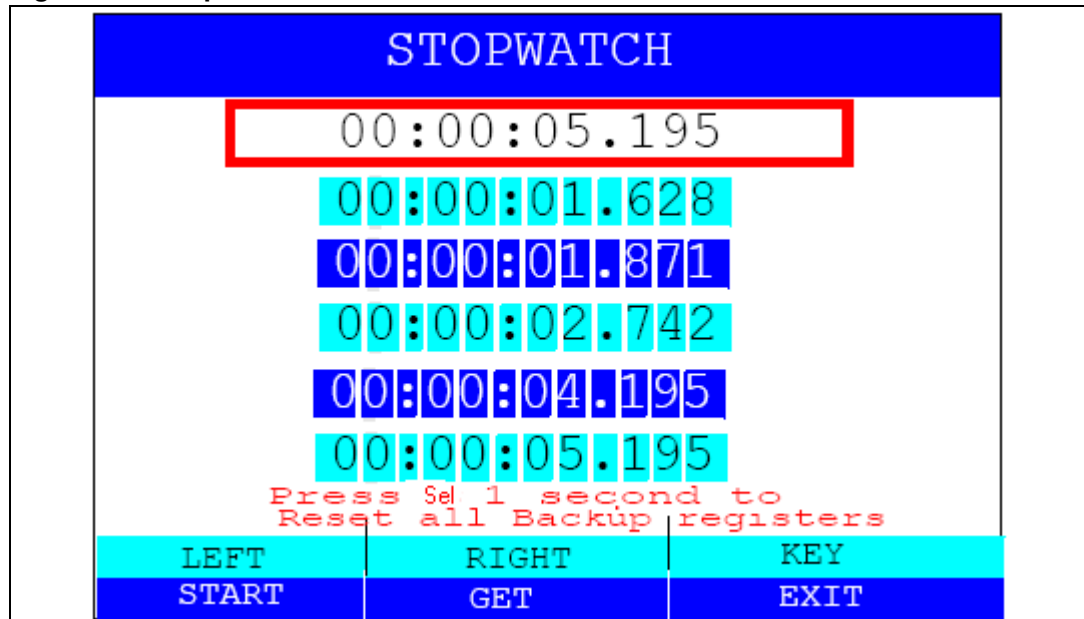 STOPWATCH
00:00:05.195
00:00:01.628
00:00:01.871
00:00:02.742
00:00:04.195
00:00:05.195
Press Sel 1 second to
Reset all Backup registers
LEFT RIGHT KEY
START GET EXIT